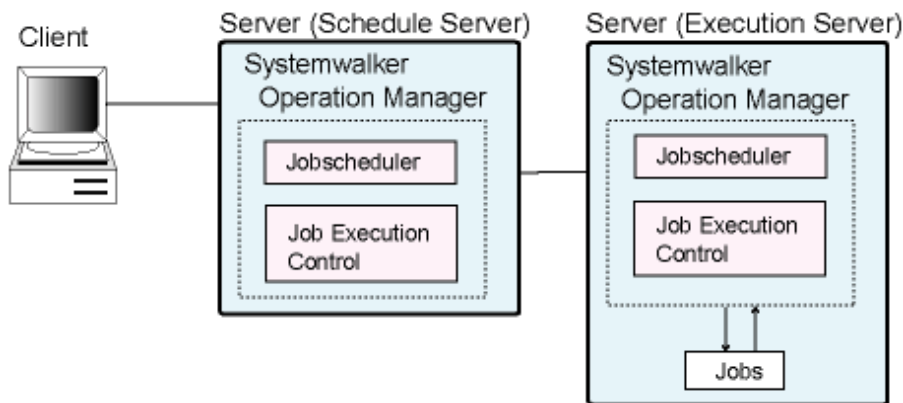 Client
Server (Schedule Server)
Systemwalker
Operation Manager
Jobscheduler
Job Execution
Control
Server (Execution Server)
Systemwalker
Operation Manager
Jobscheduler
Job Execution
Control
Jobs